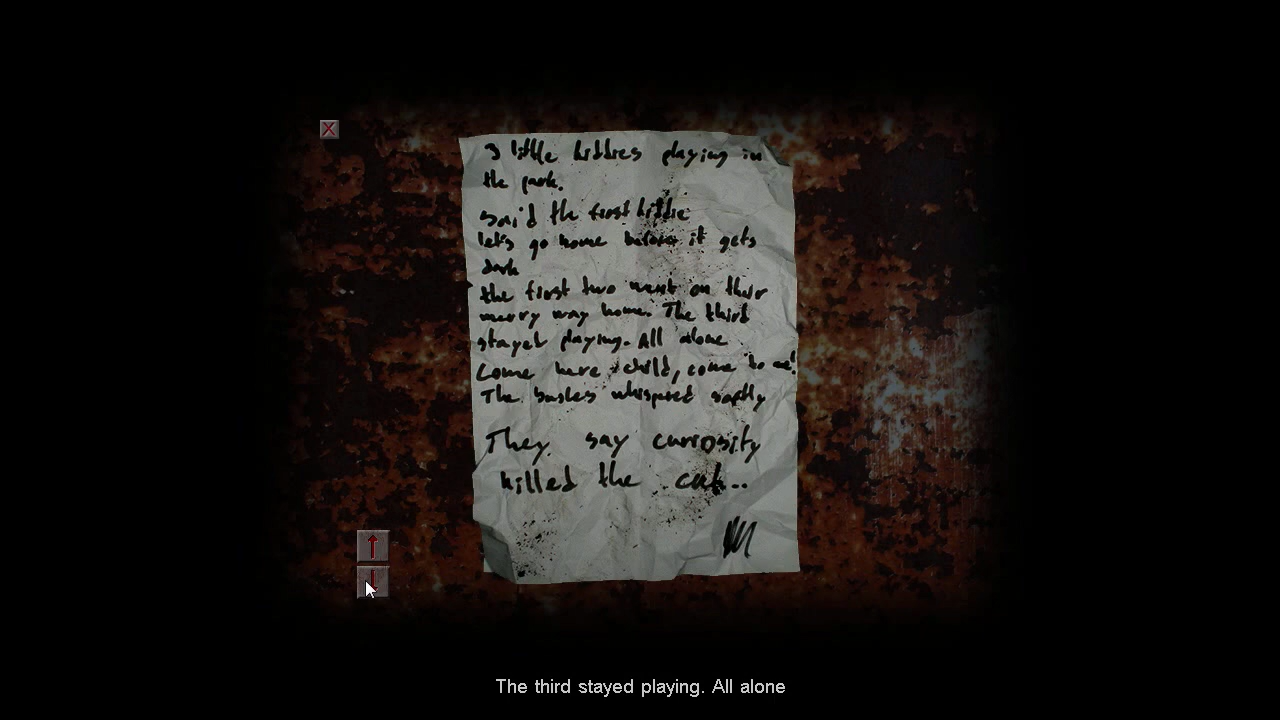 3 little kiddies playing in
the park.
said the first kiddie
let's go home before it gets
dark
the first two went on their
merry way home. The third
stayed playing. All alone
Come here child, come to me!
The bushes whispered softly
They say curiosity
killed the cat..
The third stayed playing. All alone